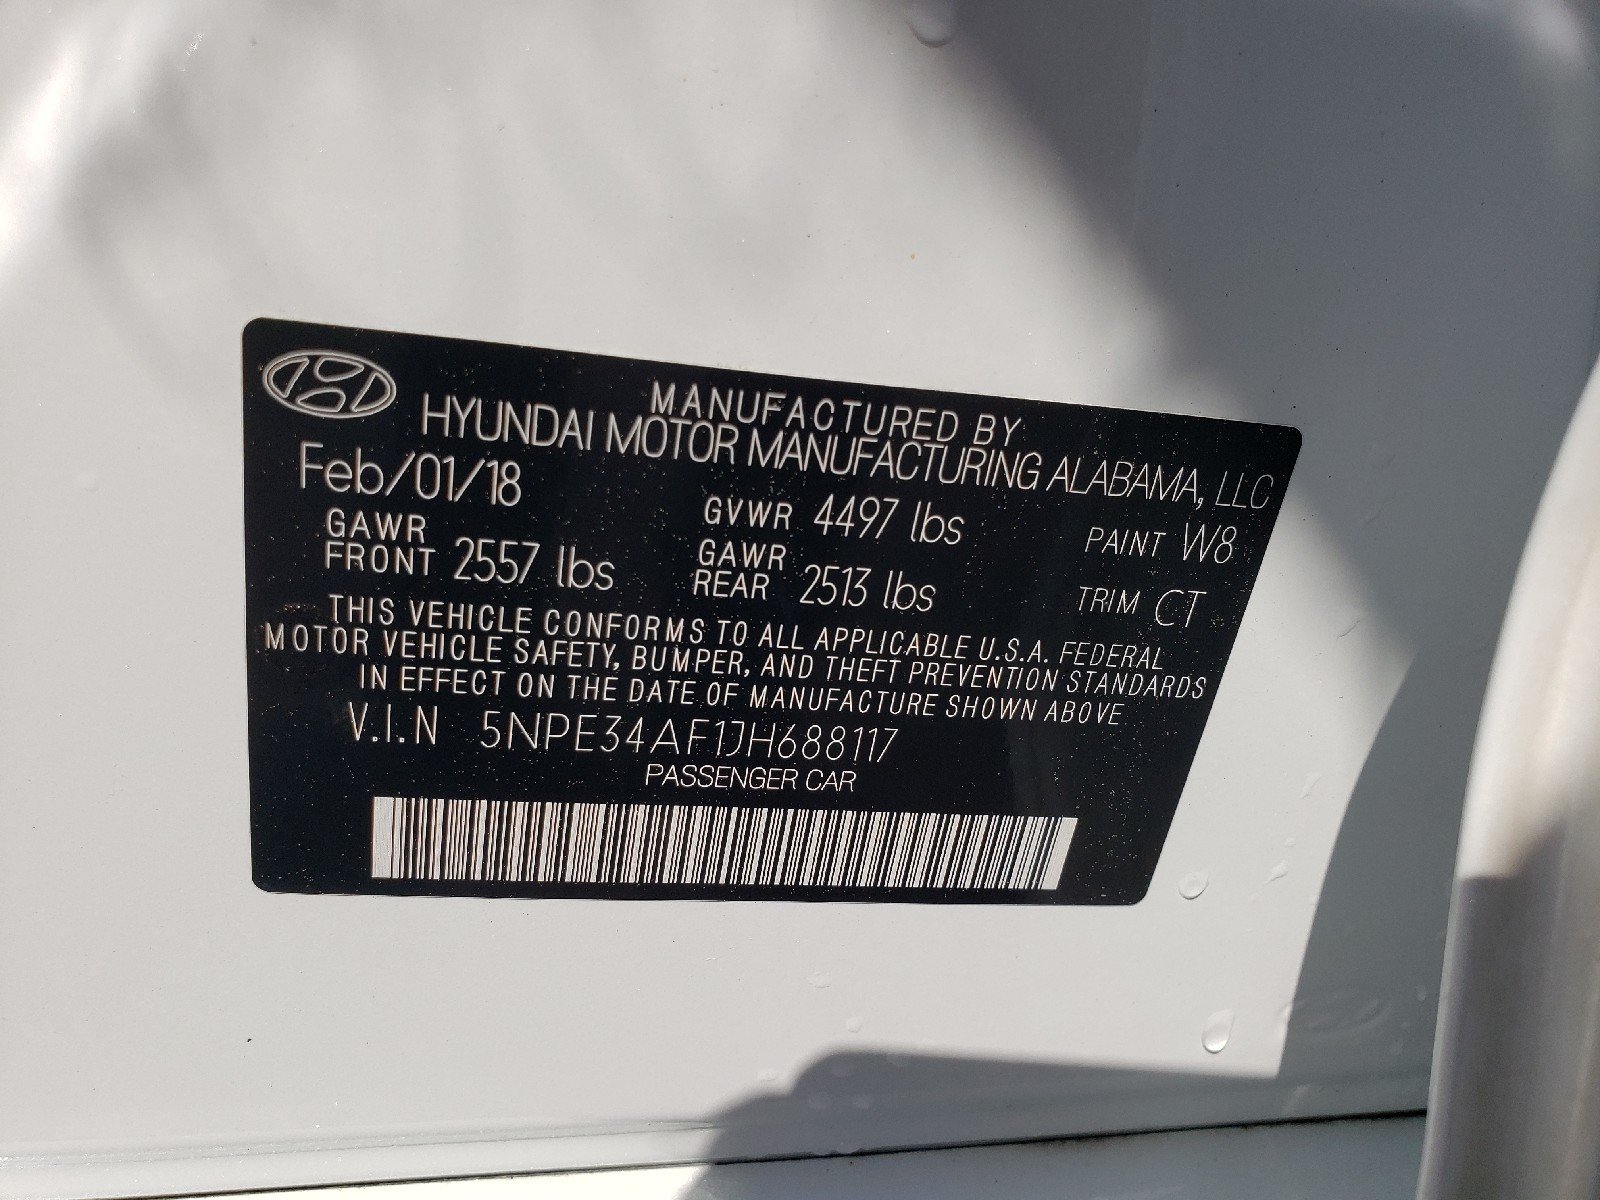 MANUFACTURED BY
HYUNDAI MOTOR MANUFACTURING ALABAMA, LLC
Feb/01/18
GVWR 4497 lbs
PAINT W8
GAWR
FRONT 2557 lbs
GAWR
REAR 2513 lbs
TRIM CT
THIS VEHICLE CONFORMS TO ALL APPLICABLE U.S.A. FEDERAL
MOTOR VEHICLE SAFETY, BUMPER, AND THEFT PREVENTION STANDARDS
IN EFFECT ON THE DATE OF MANUFACTURE SHOWN ABOVE
V.I.N 5NPE34AF1JH688117
PASSENGER CAR